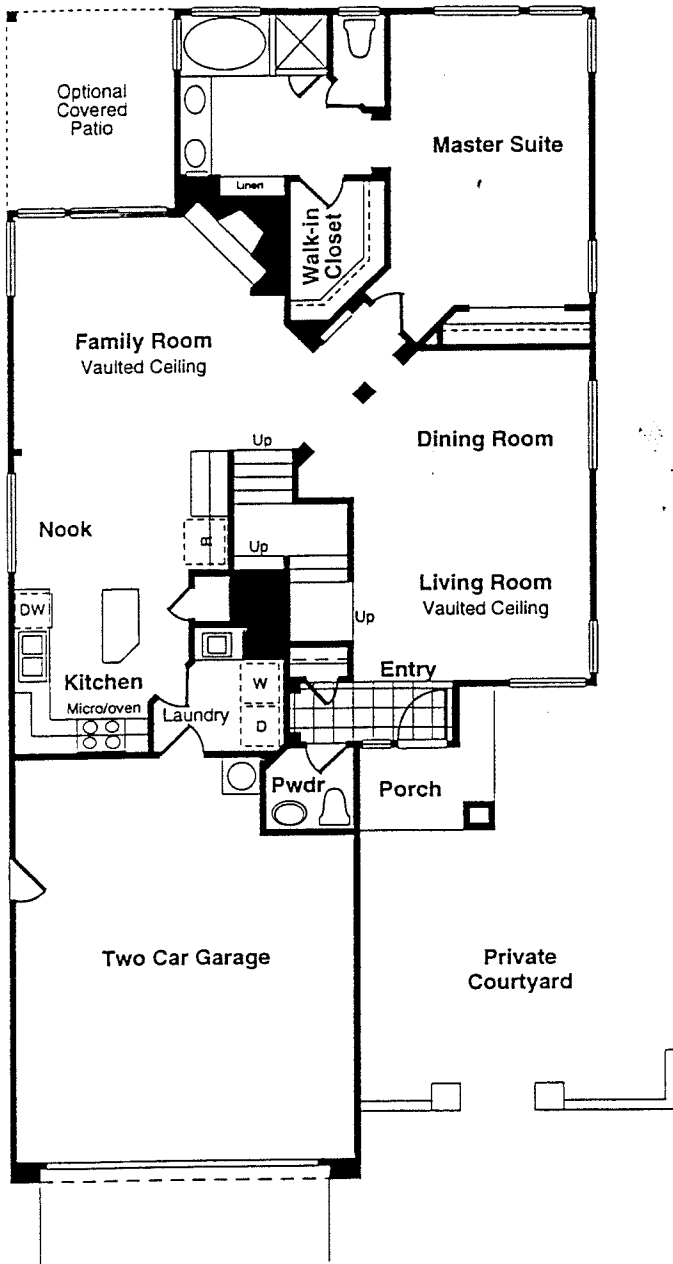 Optional
Covered
Patio
Master Suite
Linen
Walk-in
Closet
Family Room
Vaulted Ceiling
Up
Dining Room
Nook
R
Up
Living Room
Vaulted Ceiling
DW
Up
Entry
Kitchen
W
Micro/oven
Laundry
D
Pwdr
Porch
Two Car Garage
Private
Courtyard